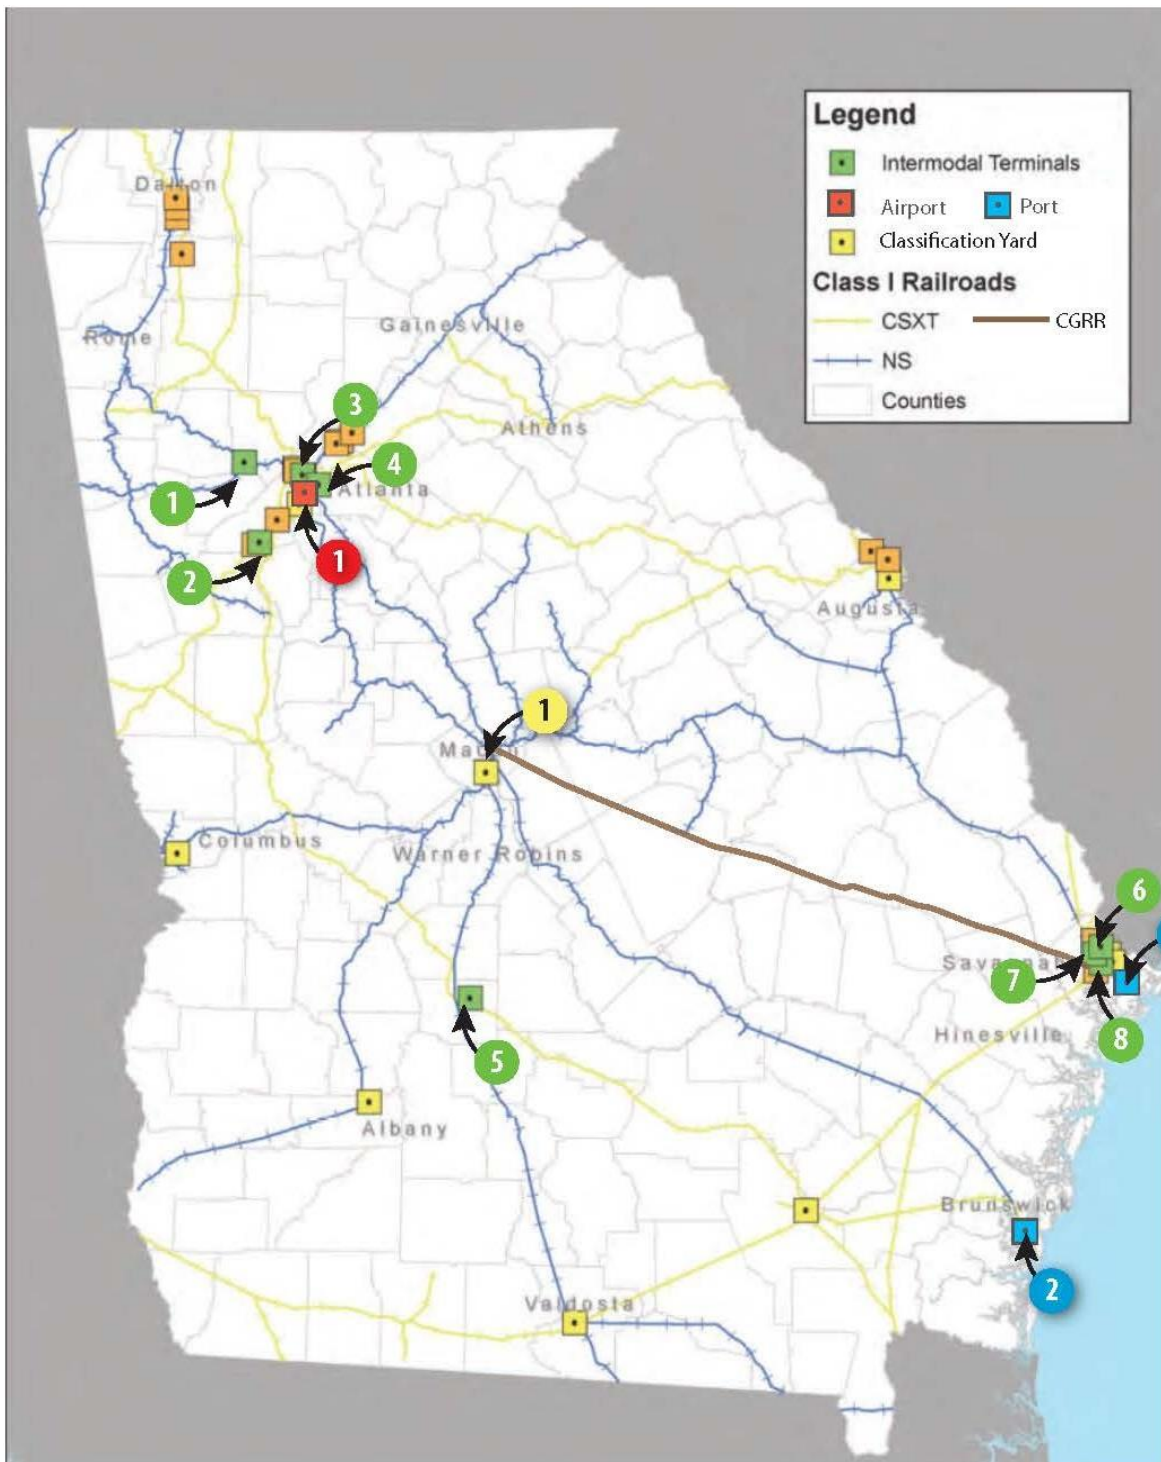 Legend
Intermodal Terminals
Airport Port
Classification Yard
Class I Railroads
CSXT CGRR
NS
Counties
Dalton
Gainesville
Rome
3
Athens
4
Atlanta
1
1
2
Augusta
1
Macon
Columbus
Warner Robins
6
Savannah
7
Hinesville
8
5
Albany
Brunswick
2
Valdosta